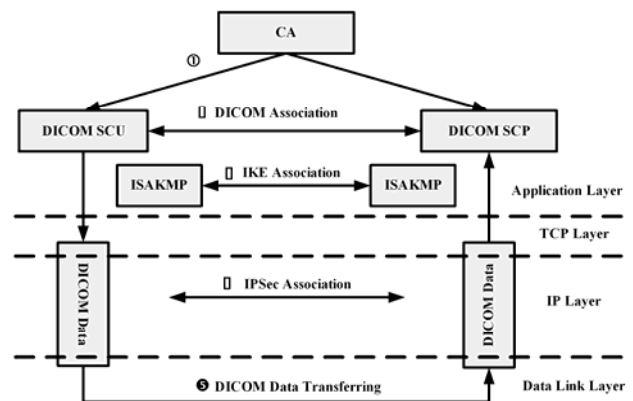 CA
①
DICOM SCU
▯ DICOM Association
DICOM SCP
ISAKMP
▯ IKE Association
ISAKMP
Application Layer
TCP Layer
DICOM Data
▯ IPSec Association
DICOM Data
IP Layer
❺ DICOM Data Transferring
Data Link Layer